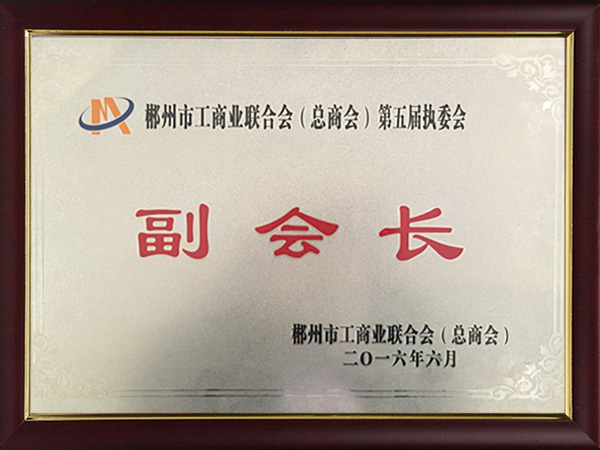 郴州市工商业联合会（总商会）第五届执委会
副会长
郴州市工商业联合会（总商会）
二〇一六年六月